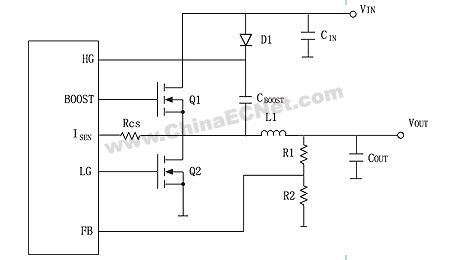 VIN
D1
CIN
HG
BOOST
Q1
CBOOST
www.ChinaECNet.com
L1
ISEN
Rcs
VOUT
R1
COUT
LG
Q2
R2
FB